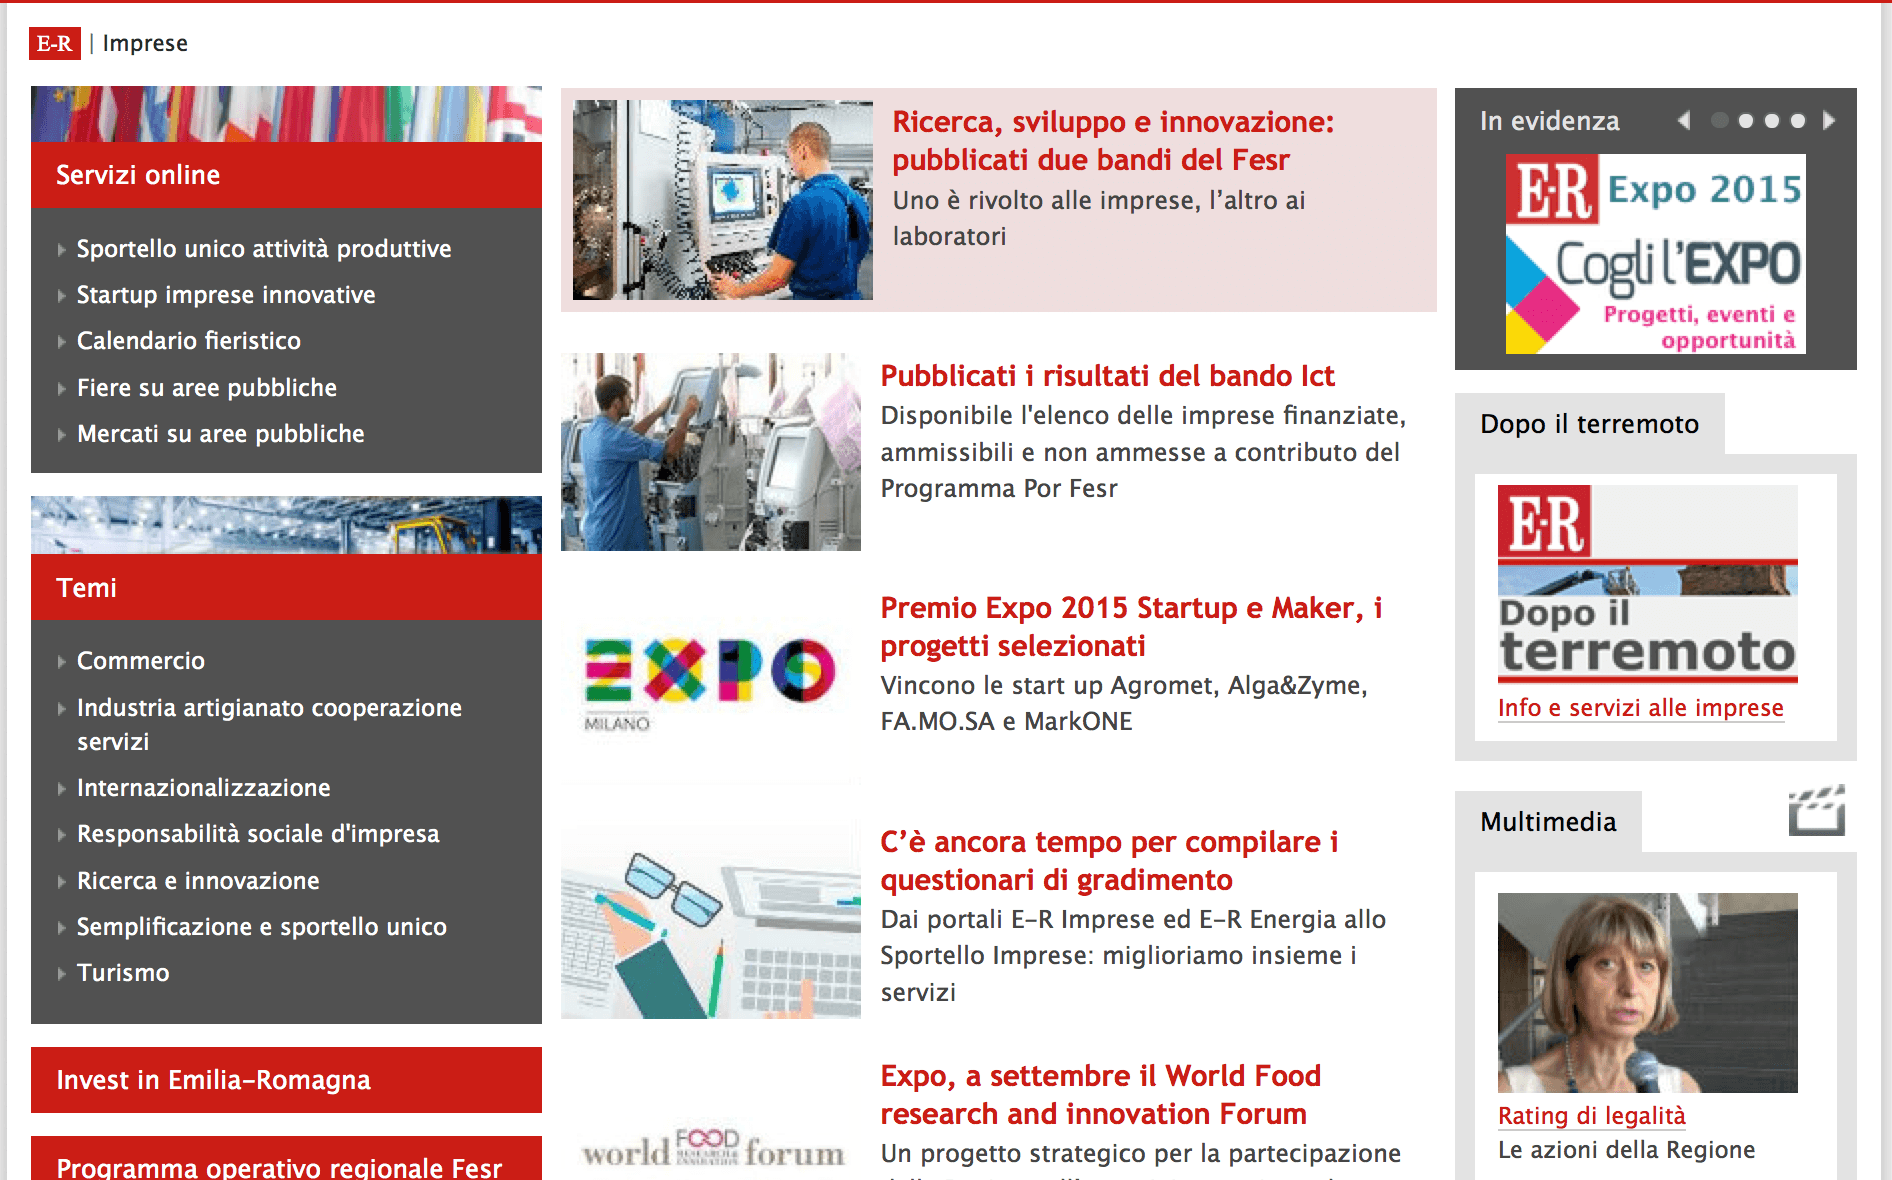 E-R | Imprese
Servizi online
Sportello unico attività produttive
Startup imprese innovative
Calendario fieristico
Fiere su aree pubbliche
Mercati su aree pubbliche
Temi
Commercio
Industria artigianato cooperazione
servizi
Internazionalizzazione
Responsabilità sociale d'impresa
Ricerca e innovazione
Semplificazione e sportello unico
Turismo
Invest in Emilia-Romagna
Programma operativo regionale Fesr
Ricerca, sviluppo e innovazione:
pubblicati due bandi del Fesr
Uno è rivolto alle imprese, l’altro ai
laboratori
Pubblicati i risultati del bando Ict
Disponibile l'elenco delle imprese finanziate,
ammissibili e non ammesse a contributo del
Programma Por Fesr
EXPO
MILANO
Premio Expo 2015 Startup e Maker, i
progetti selezionati
Vincono le start up Agromet, Alga&Zyme,
FA.MO.SA e MarkONE
C’è ancora tempo per compilare i
questionari di gradimento
Dai portali E-R Imprese ed E-R Energia allo
Sportello Imprese: miglioriamo insieme i
servizi
world FOOD RESEARCH & INNOVATION forum
Expo, a settembre il World Food
research and innovation Forum
Un progetto strategico per la partecipazione
In evidenza
E-R Expo 2015
Cogli l'EXPO
Progetti, eventi e
opportunità
Dopo il terremoto
E-R
Dopo il
terremoto
Info e servizi alle imprese
Multimedia
Rating di legalità
Le azioni della Regione